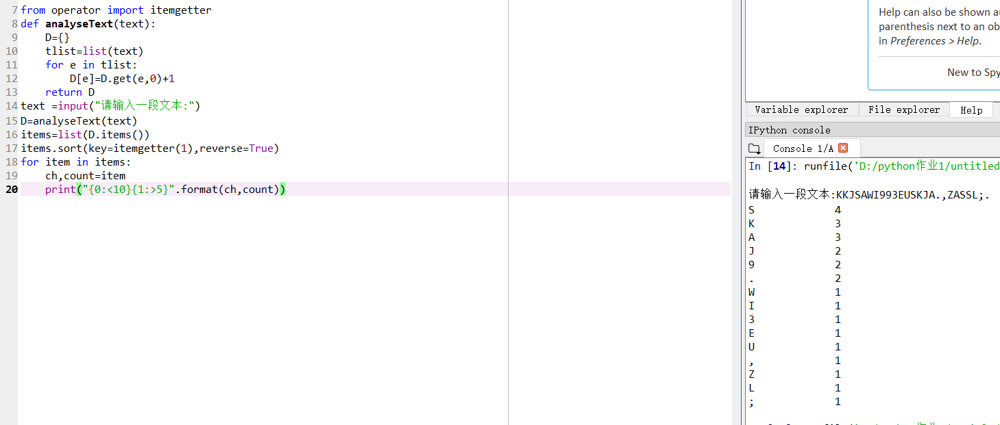 7 from operator import itemgetter
8 def analyseText(text):
9     D={}
10     tlist=list(text)
11     for e in tlist:
12         D[e]=D.get(e,0)+1
13     return D
14 text =input("请输入一段文本:")
15 D=analyseText(text)
16 items=list(D.items())
17 items.sort(key=itemgetter(1),reverse=True)
18 for item in items:
19     ch,count=item
20     print("{0:<10}{1:>5}".format(ch,count))
Help can also be shown
parenthesis next to an
in Preferences > Help.
New to
Variable explorer File explorer Help
IPython console
Console 1/A
In [14]: runfile('D:/python作业1/untitled
请输入一段文本:KKJSAWI993EUSKJA.,ZASSL;.
S 4
K 3
A 3
J 2
9 2
. 2
W 1
I 1
3 1
E 1
U 1
, 1
Z 1
L 1
; 1